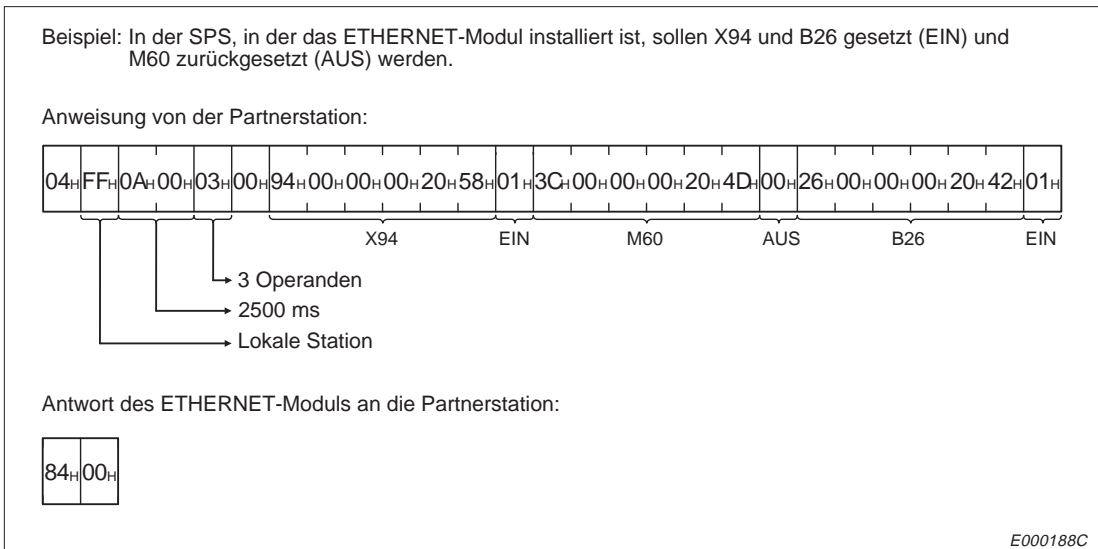 Beispiel: In der SPS, in der das ETHERNET-Modul installiert ist, sollen X94 und B26 gesetzt (EIN) und
M60 zurückgesetzt (AUS) werden.
Anweisung von der Partnerstation:
04H FFH 0AH 00H 03H 00H 94H 00H 00H 00H 20H 58H 01H 3CH 00H 00H 00H 20H 4DH 00H 26H 00H 00H 00H 20H 42H 01H
X94 EIN M60 AUS B26 EIN
3 Operanden
2500 ms
Lokale Station
Antwort des ETHERNET-Moduls an die Partnerstation:
84H 00H
E000188C